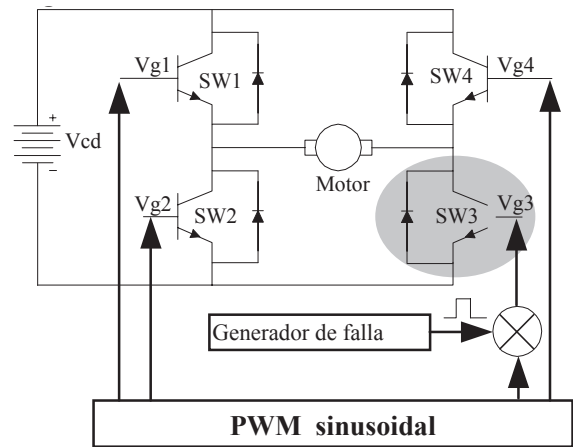 Vg1
SW1
SW4
Vg4
+
Vcd
−
Motor
Vg2
SW2
SW3
Vg3
Generador de falla
PWM sinusoidal